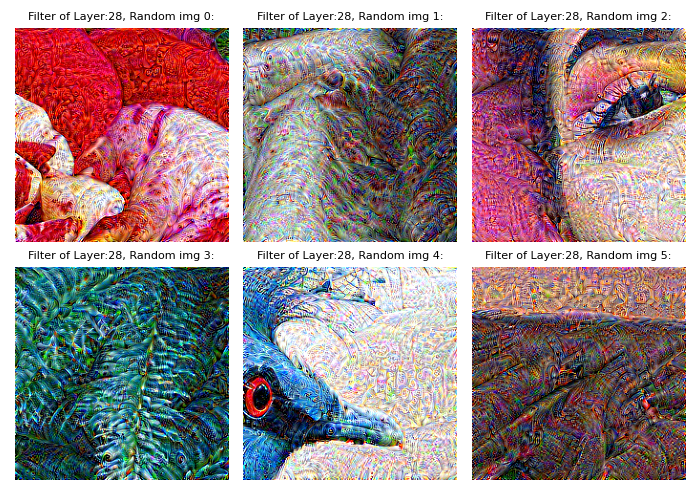 Filter of Layer:28, Random img 0:
Filter of Layer:28, Random img 1:
Filter of Layer:28, Random img 2:
Filter of Layer:28, Random img 3:
Filter of Layer:28, Random img 4:
Filter of Layer:28, Random img 5: